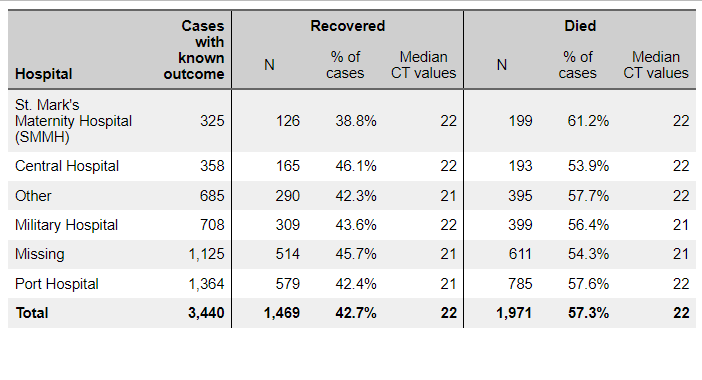 Cases with known outcome Recovered Died
Hospital N % of cases Median CT values N % of cases Median CT values
St. Mark's Maternity Hospital (SMMH) 325 126 38.8% 22 199 61.2% 22
Central Hospital 358 165 46.1% 22 193 53.9% 22
Other 685 290 42.3% 21 395 57.7% 22
Military Hospital 708 309 43.6% 22 399 56.4% 21
Missing 1,125 514 45.7% 21 611 54.3% 21
Port Hospital 1,364 579 42.4% 21 785 57.6% 22
Total 3,440 1,469 42.7% 22 1,971 57.3% 22